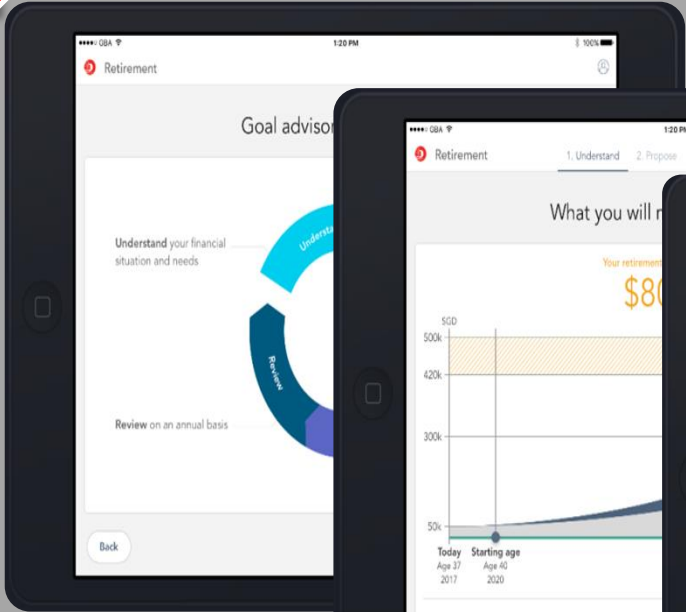 GBA 1:20 PM 100%
Retirement
Goal advisor
Understand your financial
situation and needs
Understa
Review
Review on an annual basis
Back
GBA 1:20 PM
Retirement 1. Understand 2. Propose
What you will
Your retirement
$80
SGD
500k
420k
300k
50k
Today Starting age
Age 37 Age 40
2017 2020